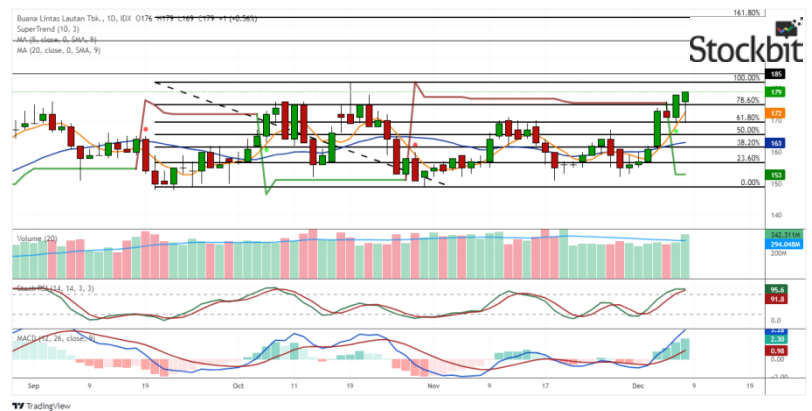 Buana Lintas Lautan Tbk., 1D, IDX O176 H179 L169 C179 +1 (+0.56%)
SuperTrend (10, 3)
MA (5, close, 0, SMA, 9)
MA (20, close, 0, SMA, 9)
Stockbit
161.80%
185
100.00%
179
78.60%
172
61.80%
50.00%
163
38.20%
160
23.60%
153
150
0.00%
140
Volume (20)
342.311M
294.048M
200M
Stoch RSI (14, 14, 3, 3)
95.6
91.8
MACD (12, 26, close, 9)
3.28
2.30
0.98
-2.00
Sep 9 19 Oct 11 19 Nov 9 17 Dec 9 19
TradingView